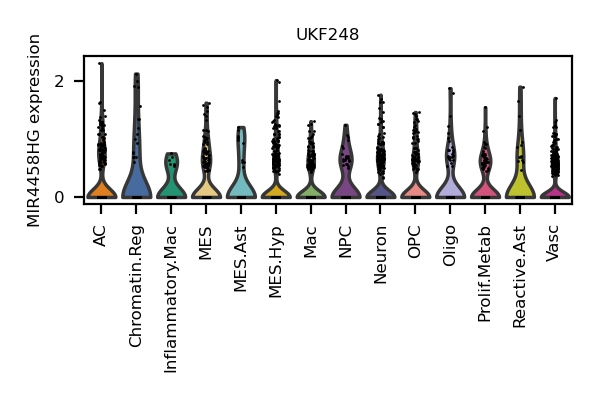 UKF248
MIR4458HG expression
2
0
AC
Chromatin.Reg
Inflammatory.Mac
MES
MES.Ast
MES.Hyp
Mac
NPC
Neuron
OPC
Oligo
Prolif.Metab
Reactive.Ast
Vasc